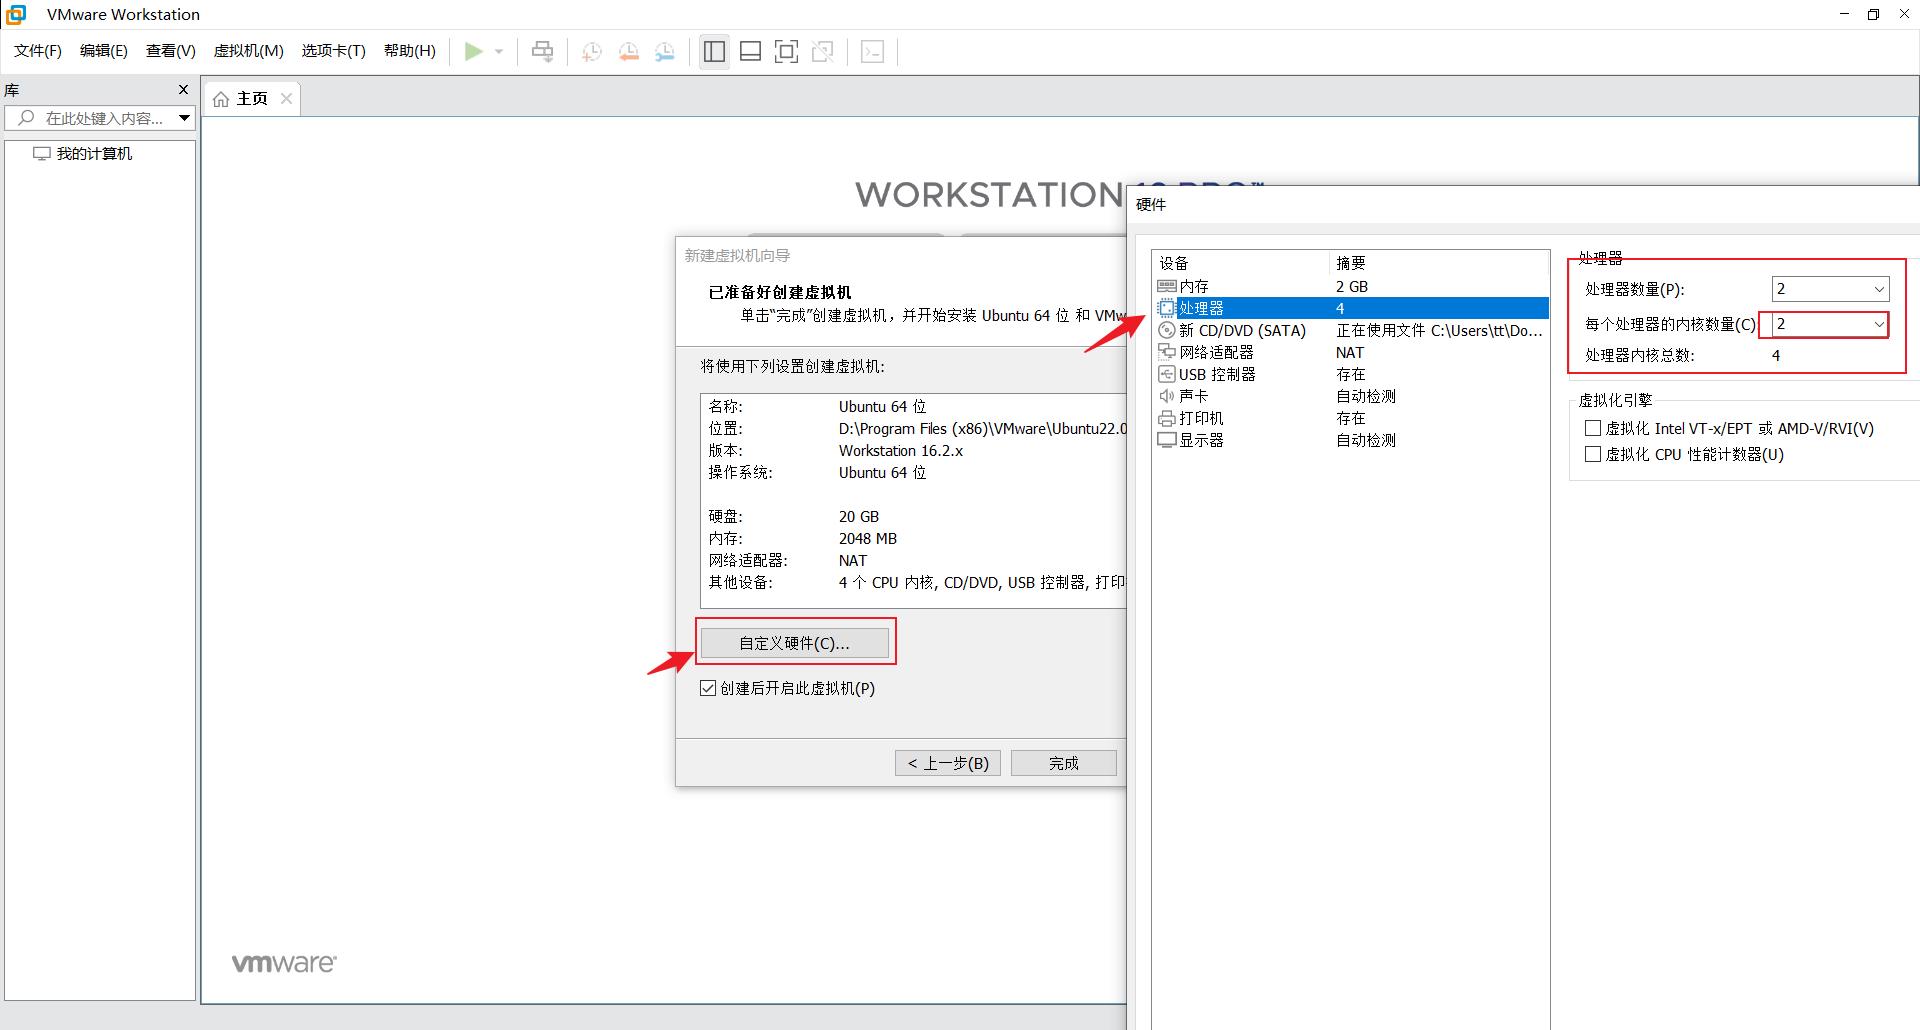 VMware Workstation
文件(F) 编辑(E) 查看(V) 虚拟机(M) 选项卡(T) 帮助(H)
库
在此处键入内容...
我的计算机
主页
WORKSTATION
硬件
新建虚拟机向导
已准备好创建虚拟机
单击“完成”创建虚拟机，并开始安装 Ubuntu 64 位 和 VMw
将使用下列设置创建虚拟机:
名称: Ubuntu 64 位
位置: D:\Program Files (x86)\VMware\Ubuntu22.0
版本: Workstation 16.2.x
操作系统: Ubuntu 64 位
硬盘: 20 GB
内存: 2048 MB
网络适配器: NAT
其他设备: 4 个 CPU 内核, CD/DVD, USB 控制器, 打印
自定义硬件(C)...
创建后开启此虚拟机(P)
< 上一步(B) 完成
设备 摘要
内存 2 GB
处理器 4
新 CD/DVD (SATA) 正在使用文件 C:\Users\tt\Do...
网络适配器 NAT
USB 控制器 存在
声卡 自动检测
打印机 存在
显示器 自动检测
处理器
处理器数量(P): 2
每个处理器的内核数量(C) 2
处理器内核总数: 4
虚拟化引擎
虚拟化 Intel VT-x/EPT 或 AMD-V/RVI(V)
虚拟化 CPU 性能计数器(U)
vmware